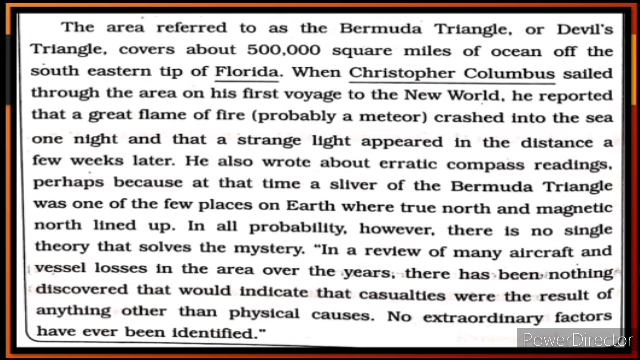 The area referred to as the Bermuda Triangle, or Devil's
Triangle, covers about 500,000 square miles of ocean off the
south eastern tip of Florida. When Christopher Columbus sailed
through the area on his first voyage to the New World, he reported
that a great flame of fire (probably a meteor) crashed into the sea
one night and that a strange light appeared in the distance a
few weeks later. He also wrote about erratic compass readings,
perhaps because at that time a sliver of the Bermuda Triangle
was one of the few places on Earth where true north and magnetic
north lined up. In all probability, however, there is no single
theory that solves the mystery. "In a review of many aircraft and
vessel losses in the area over the years, there has been nothing
discovered that would indicate that casualties were the result of
anything other than physical causes. No extraordinary factors
have ever been identified."
PowerDirector